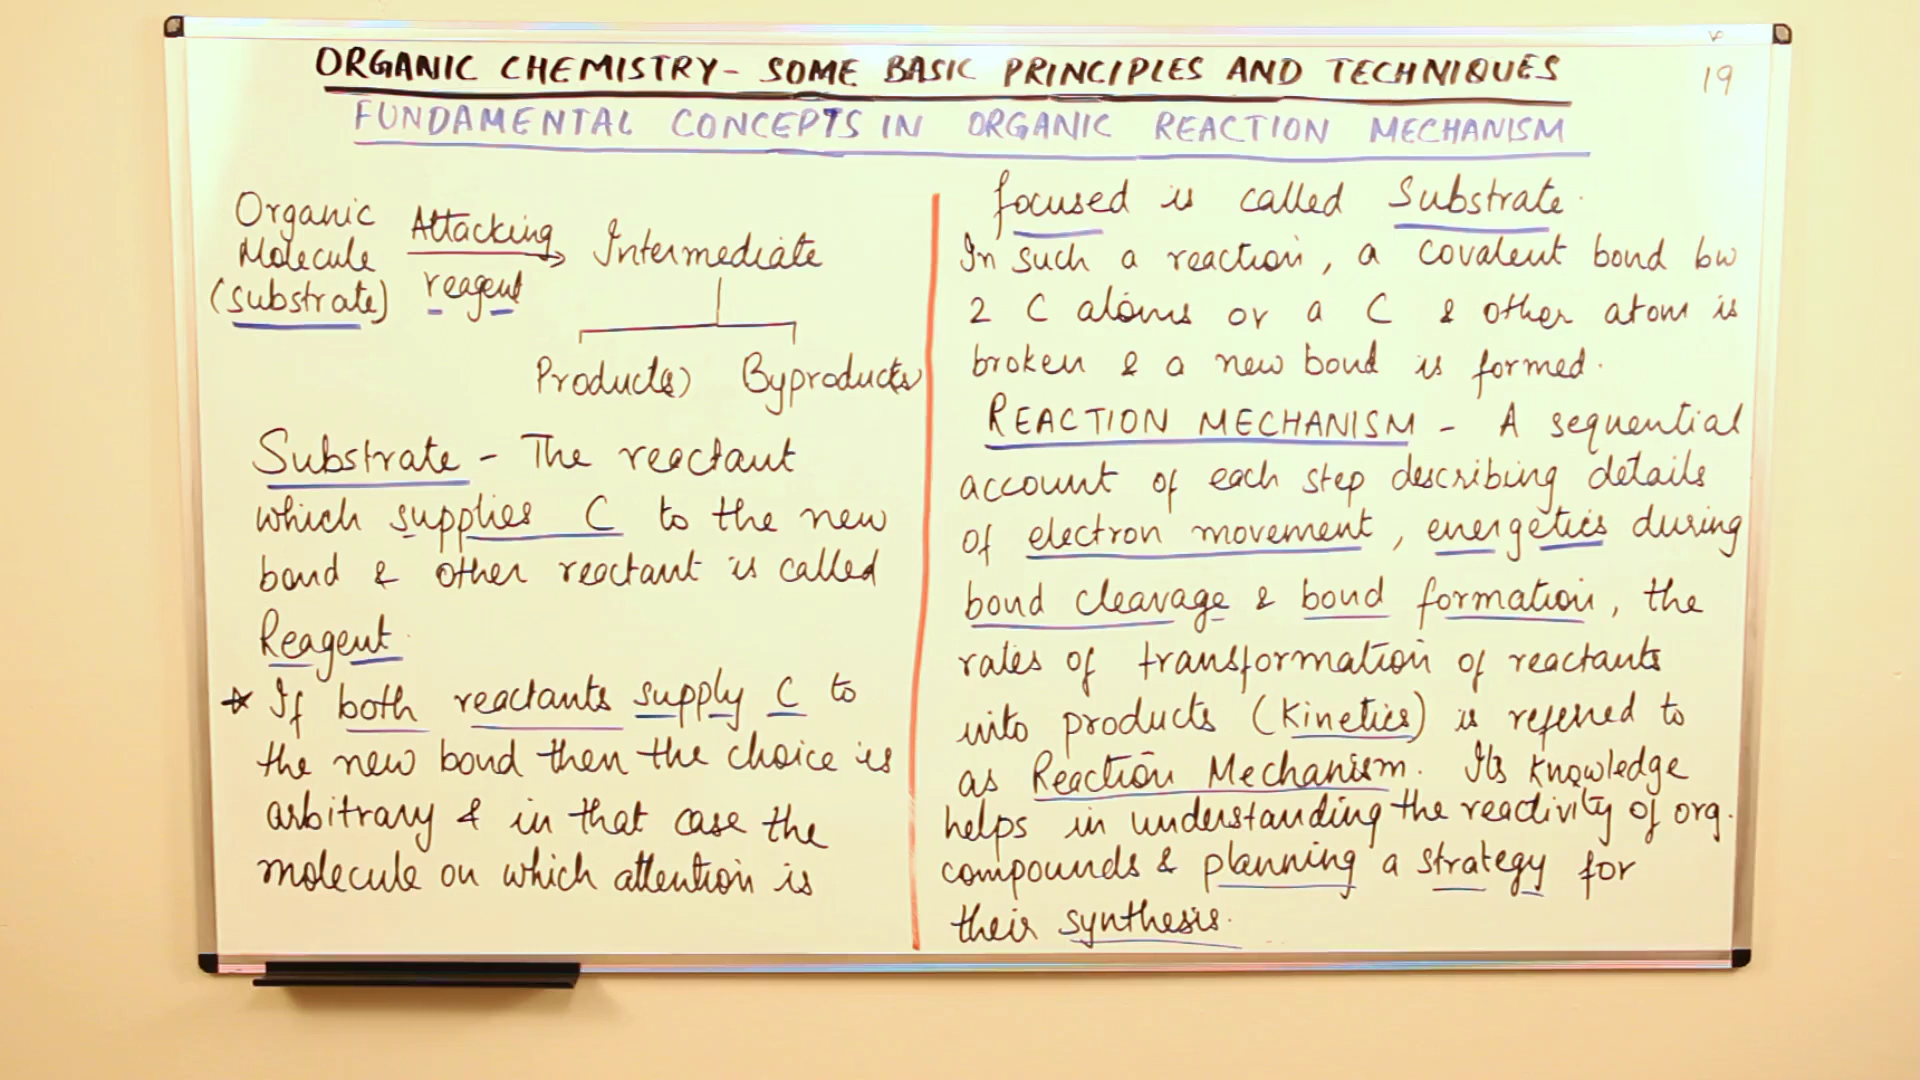 ORGANIC CHEMISTRY- SOME BASIC PRINCIPLES AND TECHNIQUES
19
FUNDAMENTAL CONCEPTS IN ORGANIC REACTION MECHANISM
Organic
Molecule
(substrate)
Attacking
reagent
Intermediate
Product(s) Byproducts
Substrate - The reactant
which supplies C to the new
bond & other reactant is called
Reagent.
* If both reactants supply C to
the new bond then the choice is
arbitrary & in that case the
molecule on which attention is
focused is called Substrate.
In such a reaction, a covalent bond bw
2 C atoms or a C & other atom is
broken & a new bond is formed.
REACTION MECHANISM - A sequential
account of each step describing details
of electron movement, energetics during
bond cleavage & bond formation, the
rates of transformation of reactants
into products (Kinetics) is referred to
as Reaction Mechanism. Its knowledge
helps in understanding the reactivity of org.
compounds & planning a strategy for
their synthesis.